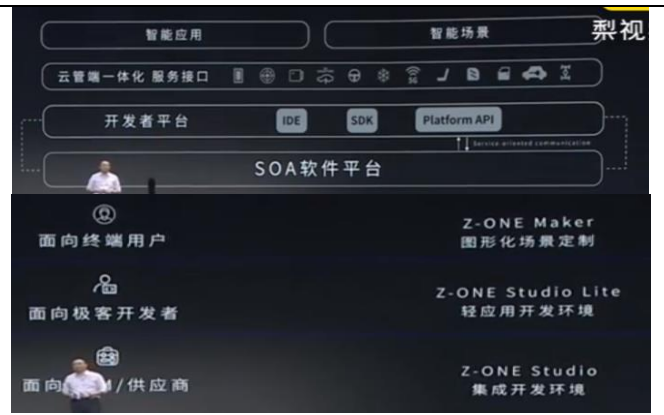 智能应用
智能场景
梨视
云管端一体化 服务接口
5G
开发者平台
IDE
SDK
Platform API
Service-oriented communication
SOA软件平台
面向终端用户
Z-ONE Maker
图形化场景定制
面向极客开发者
Z-ONE Studio Lite
轻应用开发环境
面向
/供应商
Z-ONE Studio
集成开发环境